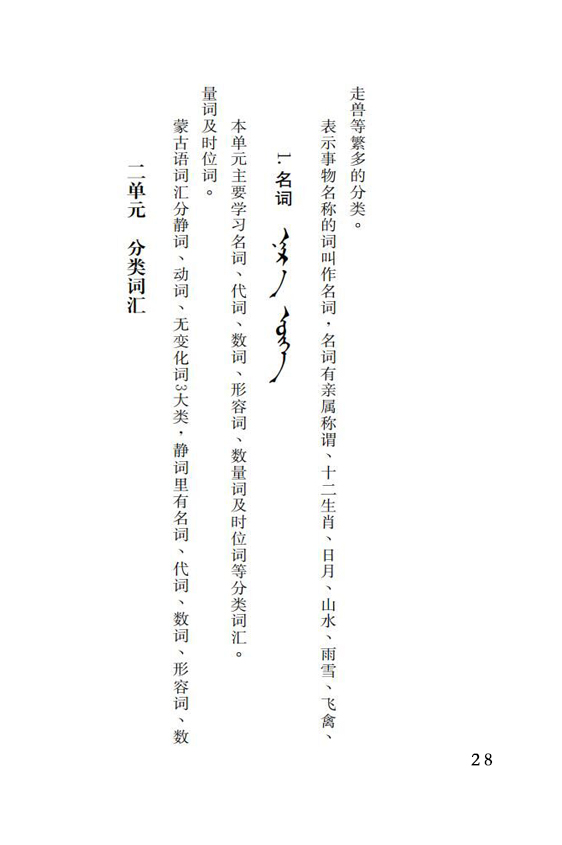 二单元 分类词汇
蒙古语词汇分静词、动词、无变化词3大类，静词里有名词、代词、数词、形容词、数
量词及时位词。
本单元主要学习名词、代词、数词、形容词、数量词及时位词等分类词汇。
1. 名词
表示事物名称的词叫作名词，名词有亲属称谓、十二生肖、日月、山水、雨雪、飞禽、
走兽等繁多的分类。
28